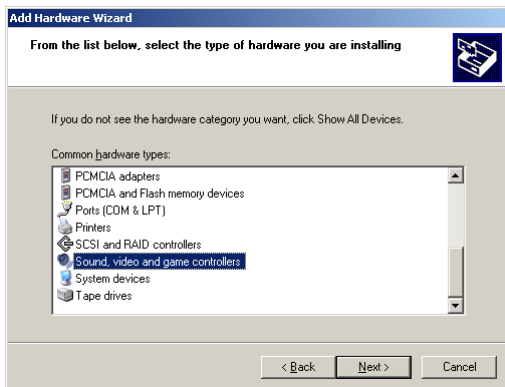 Add Hardware Wizard
From the list below, select the type of hardware you are installing
If you do not see the hardware category you want, click Show All Devices.
Common hardware types:
PCMCIA adapters
PCMCIA and Flash memory devices
Ports (COM & LPT)
Printers
SCSI and RAID controllers
Sound, video and game controllers
System devices
Tape drives
< Back
Next >
Cancel